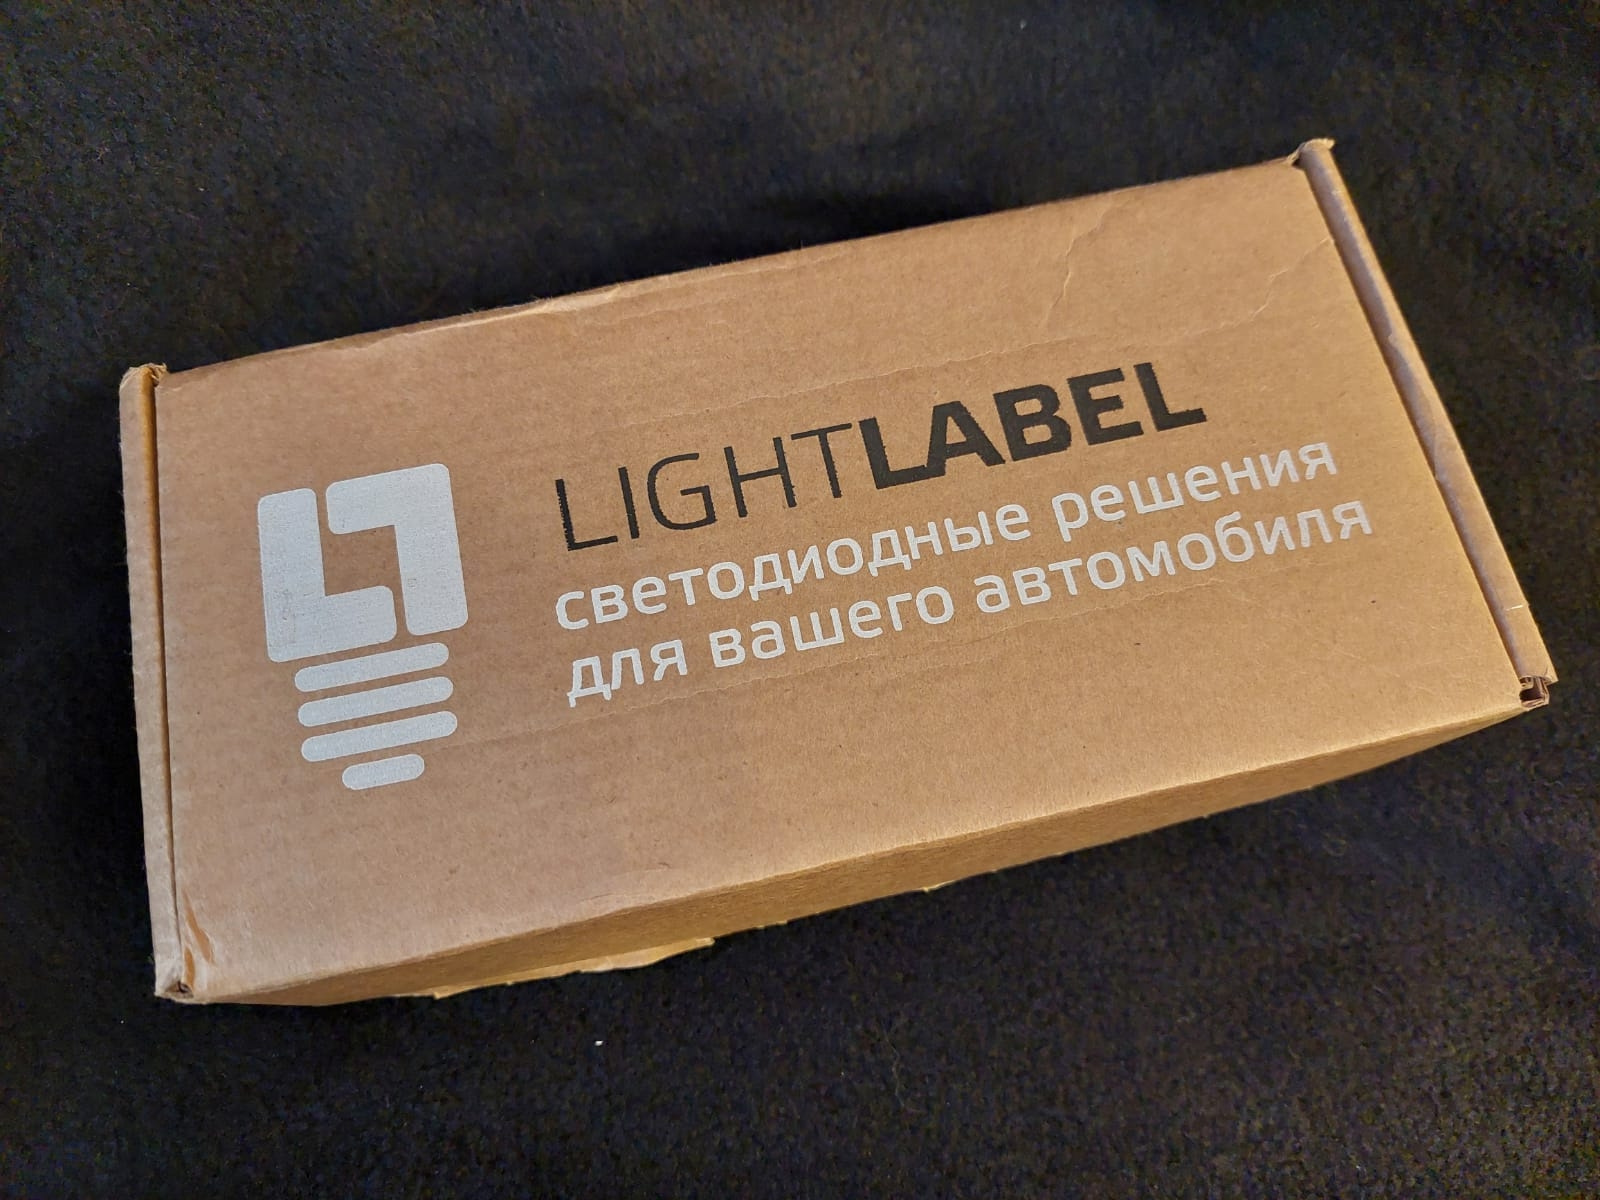 LIGHTLABEL
светодиодные решения
для вашего автомобиля